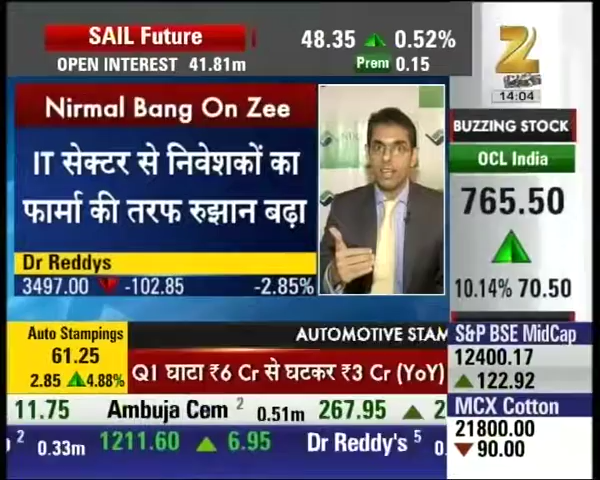 SAIL Future
OPEN INTEREST 41.81m
48.35 0.52%
Prem 0.15
14:04
Nirmal Bang On Zee
IT सेक्टर से निवेशकों का
फार्मा की तरफ रुझान बढ़ा
Dr Reddys
3497.00 -102.85 -2.85%
BUZZING STOCK
OCL India
765.50
10.14% 70.50
Auto Stampings
61.25
2.85 4.88%
AUTOMOTIVE STAM
Q1 घाटा ₹6 Cr से घटकर ₹3 Cr (YoY)
S&P BSE MidCap
12400.17
122.92
MCX Cotton
21800.00
90.00
11.75 Ambuja Cem 2 0.51m 267.95 2
2 0.33m 1211.60 6.95 Dr Reddy's 5 0.